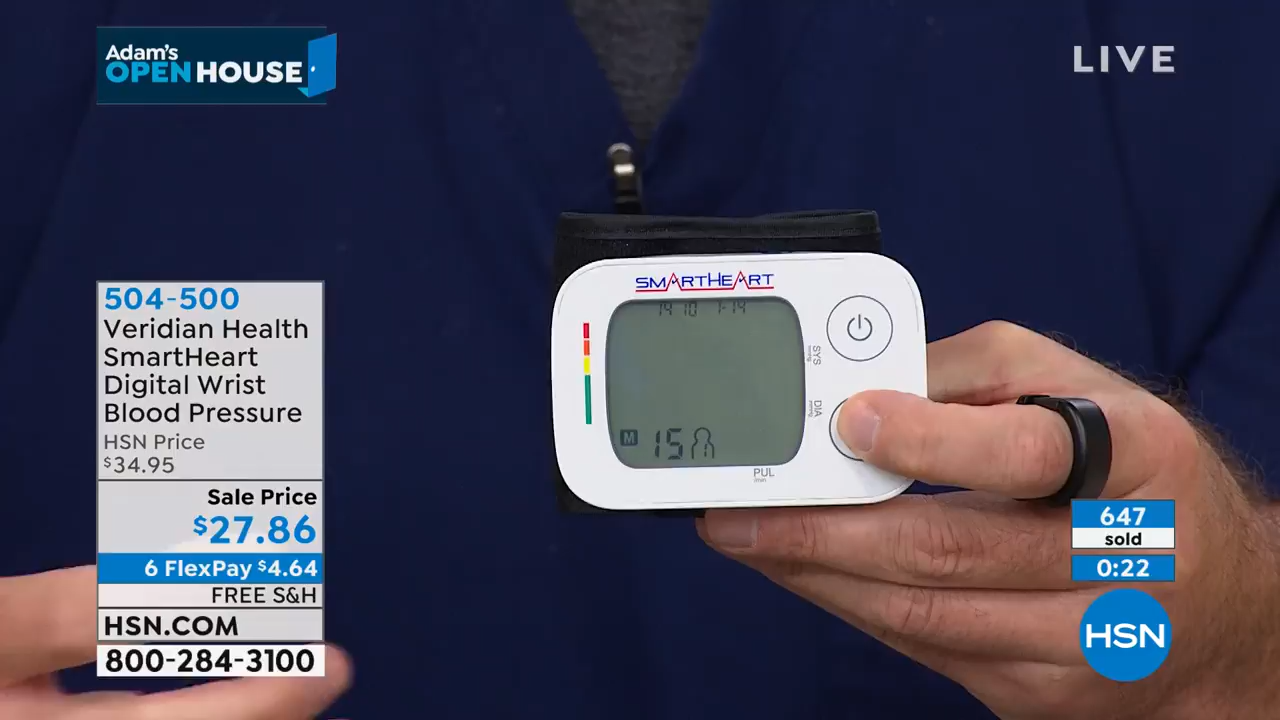 Adam's
OPEN HOUSE
LIVE
504-500
Veridian Health
SmartHeart
Digital Wrist
Blood Pressure
HSN Price
$34.95
Sale Price
$27.86
6 FlexPay $4.64
FREE S&H
HSN.COM
800-284-3100
SMARTHEART
SYS
DIA
M 15
PUL
/min
647
sold
0:22
HSN